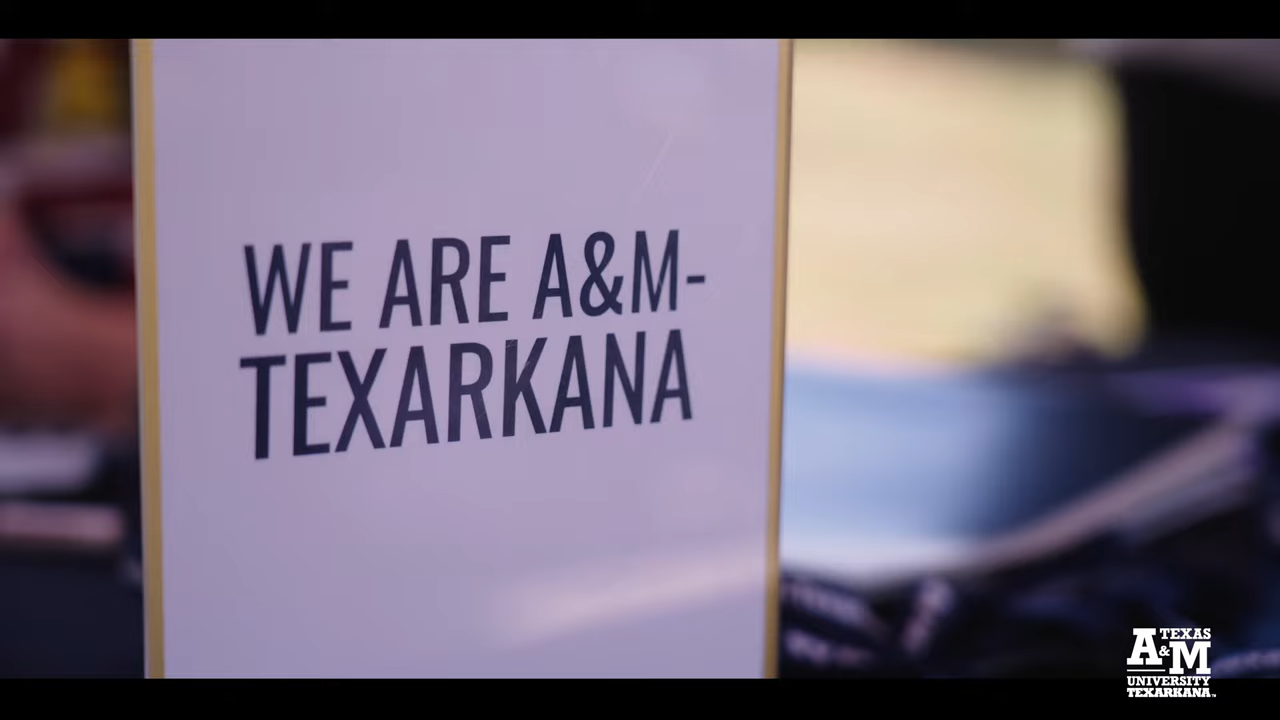 WE ARE A&M-
TEXARKANA
TEXAS
A&M
UNIVERSITY
TEXARKANA